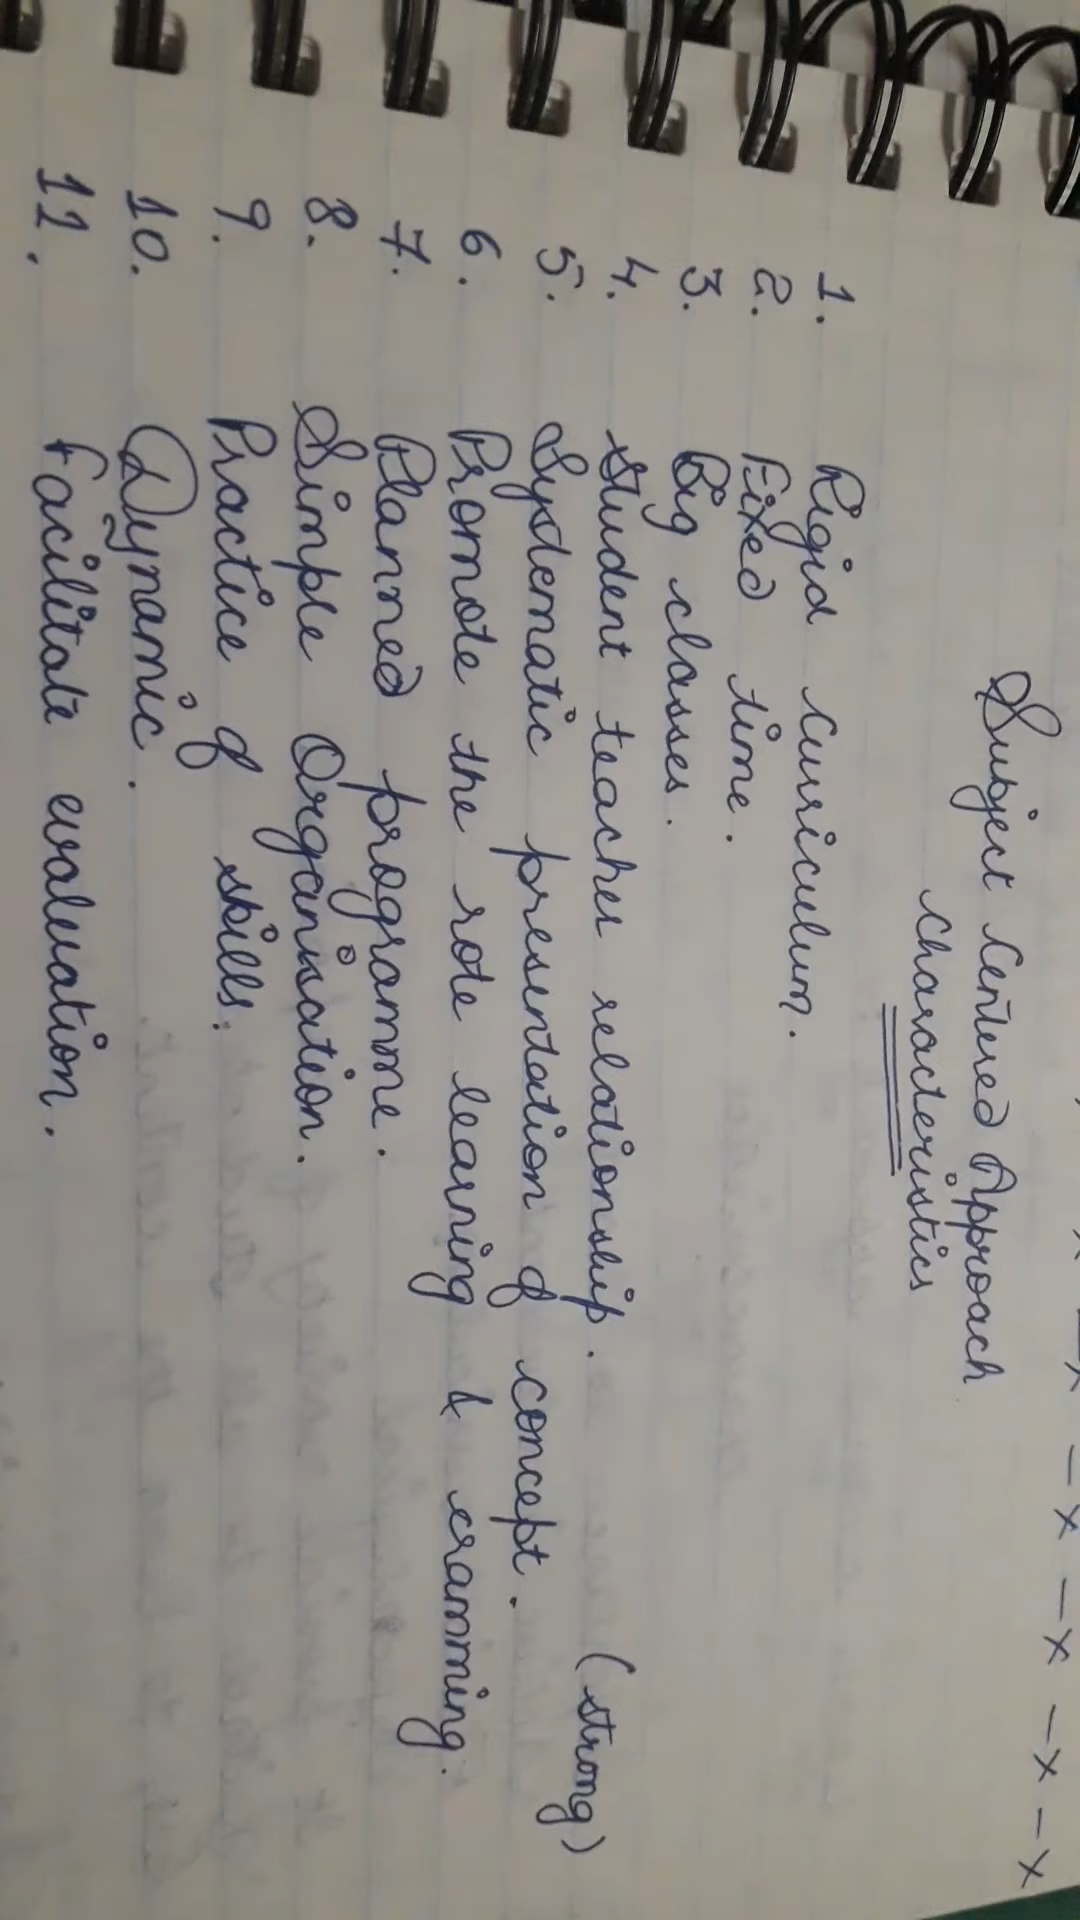 x - x - x - x - x
Subject Centered Approach
characteristics
1. Rigid curriculum.
2. Fixed time.
3. Big classes.
4. Student teacher relationship. (strong)
5. Systematic presentation of concept.
6. Promote the rote learning & cramming.
7. Planned programme.
8. Simple Organisation.
9. Practice of skills.
10. Dynamic.
11. Facilitate evaluation.